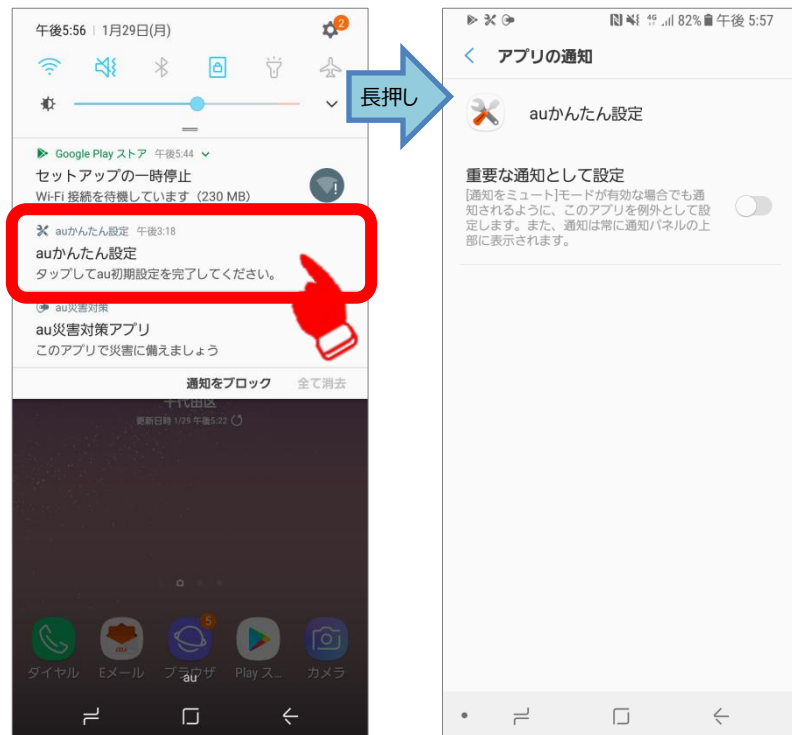 午後5:56 | 1月29日(月)
2
Google Play ストア 午後5:44
セットアップの一時停止
Wi-Fi 接続を待機しています（230 MB）
auかんたん設定 午後3:18
auかんたん設定
タップしてau初期設定を完了してください。
au災害対策
au災害対策アプリ
このアプリで災害に備えましょう
通知をブロック 全て消去
千代田区
更新日時 1/29 午後5:22
5
ダイヤル Eメール ブラウザ Play ス... カメラ
au
長押し
4G 82% 午後 5:57
アプリの通知
auかんたん設定
重要な通知として設定
[通知をミュート]モードが有効な場合でも通
知されるように、このアプリを例外として設
定します。また、通知は常に通知パネルの上
部に表示されます。